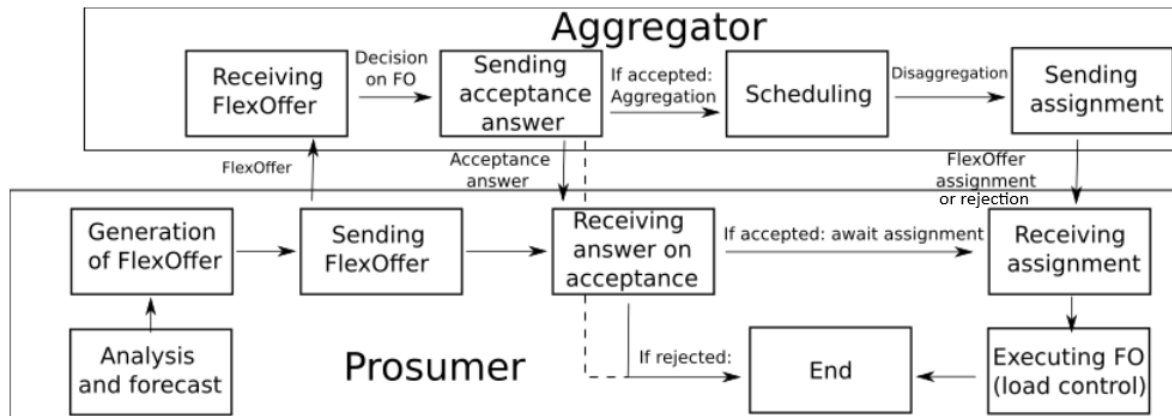 Aggregator
Receiving
FlexOffer
Decision
on FO
Sending
acceptance
answer
If accepted:
Aggregation
Scheduling
Disaggregation
Sending
assignment
FlexOffer
Acceptance
answer
FlexOffer
assignment
or rejection
Generation
of FlexOffer
Sending
FlexOffer
Receiving
answer on
acceptance
If accepted: await assignment
Receiving
assignment
Analysis
and forecast
Prosumer
If rejected:
End
Executing FO
(load control)